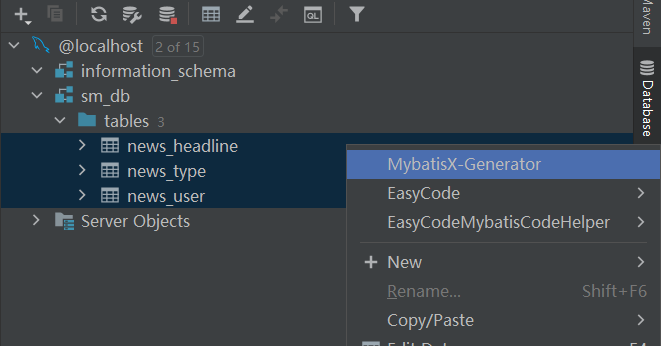 @localhost 2 of 15
information_schema
sm_db
tables 3
news_headline
news_type
news_user
Server Objects
MybatisX-Generator
EasyCode
EasyCodeMybatisCodeHelper
New
Rename... Shift+F6
Copy/Paste
Maven
Database
QL